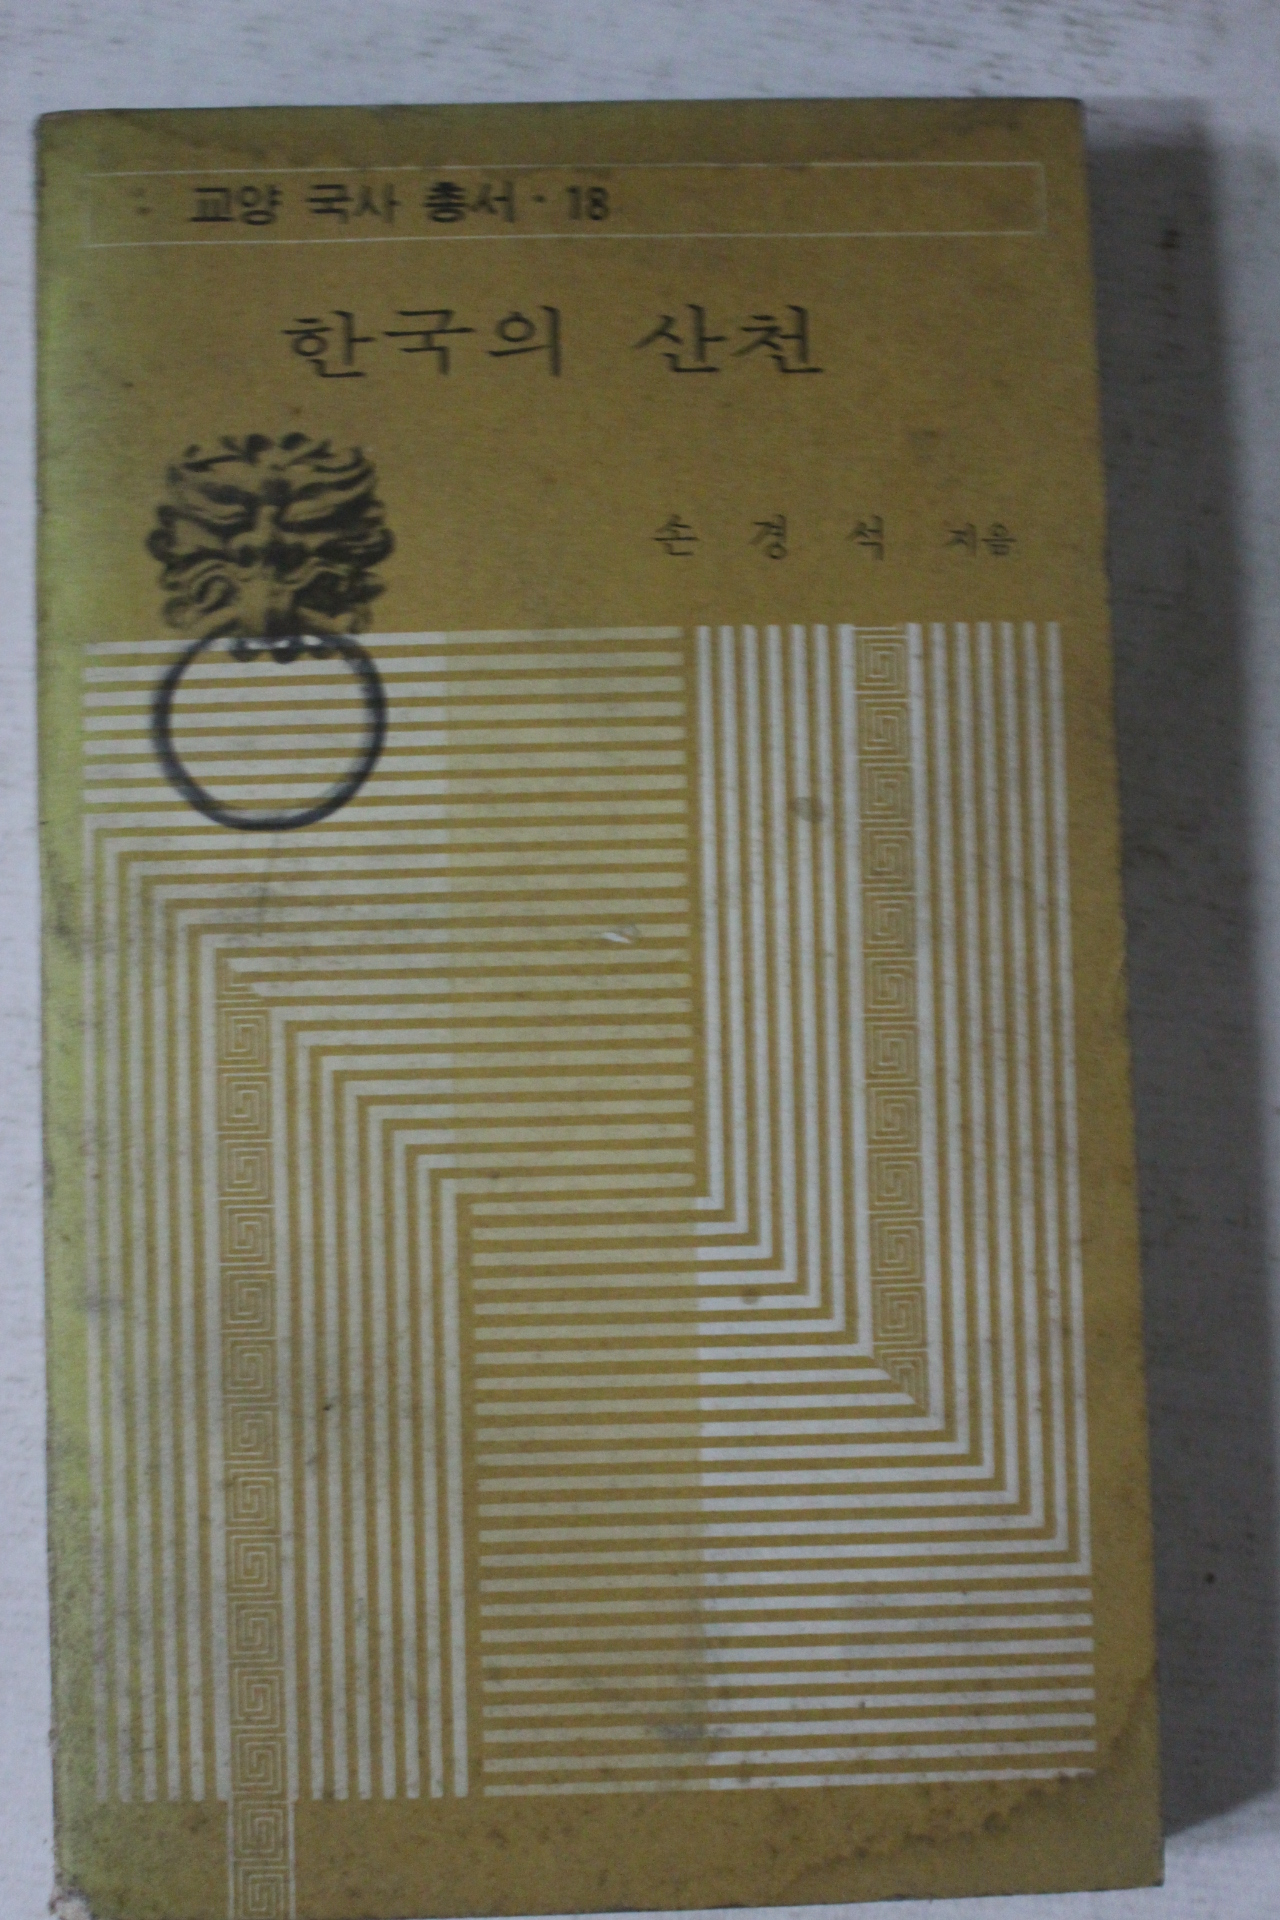 교양 국사 총서 · 18
한국의 산천
손경석 지음